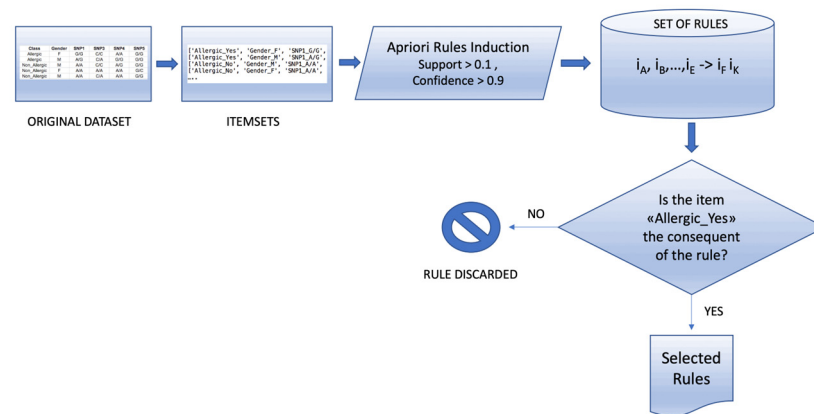 Class Gender SNP1 SNP3 SNP4 SNP5
Allergic F G/G C/C A/A G/G
Allergic M A/G C/A G/G G/G
Non_Allergic M A/A C/C A/G G/C
Non_Allergic F A/A A/A A/A G/C
Non_Allergic M A/A C/A A/A G/G
ORIGINAL DATASET
['Allergic_Yes', 'Gender_F', 'SNP1_G/G',
['Allergic_Yes', 'Gender_M', 'SNP1_A/G',
['Allergic_No', 'Gender_M', 'SNP1_A/A',
['Allergic_No', 'Gender_F', 'SNP1_A/A',
....
ITEMSETS
Apriori Rules Induction
Support > 0.1 ,
Confidence > 0.9
SET OF RULES
iA, iB,...,iE -> iF iK
Is the item
«Allergic_Yes»
the consequent
of the rule?
NO
RULE DISCARDED
YES
Selected
Rules